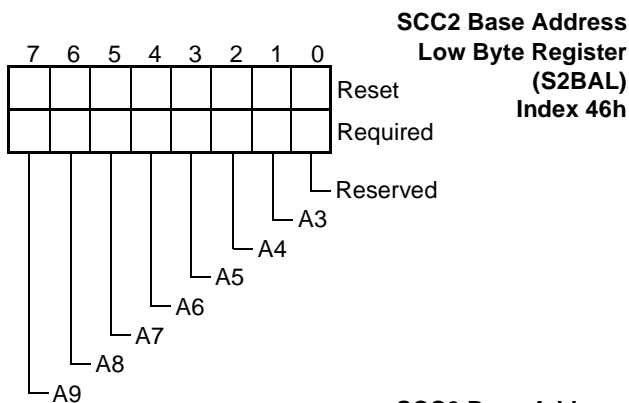 SCC2 Base Address
Low Byte Register
(S2BAL)
Index 46h
7 6 5 4 3 2 1 0
Reset
Required
Reserved
A3
A4
A5
A6
A7
A8
A9